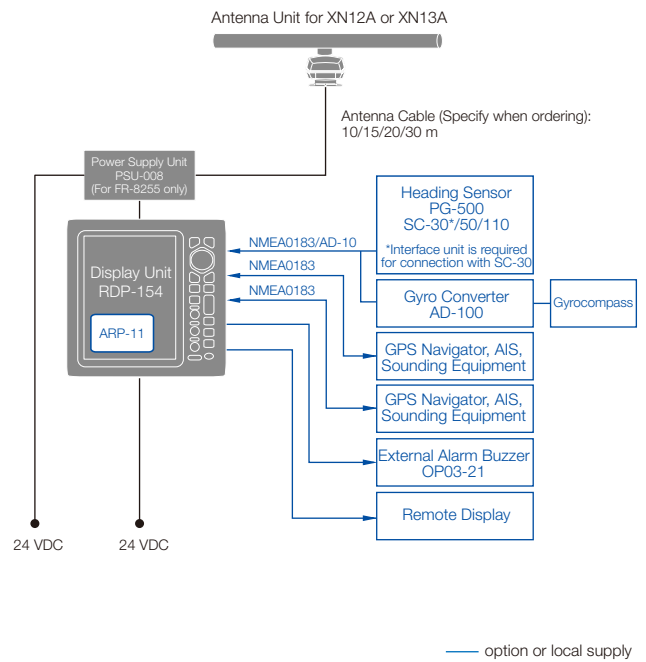 Antenna Unit for XN12A or XN13A
Antenna Cable (Specify when ordering):
10/15/20/30 m
Power Supply Unit
PSU-008
(For FR-8255 only)
Heading Sensor
PG-500
SC-30*/50/110
*Interface unit is required
for connection with SC-30
NMEA0183/AD-10
NMEA0183
NMEA0183
Display Unit
RDP-154
ARP-11
Gyro Converter
AD-100
Gyrocompass
GPS Navigator, AIS,
Sounding Equipment
GPS Navigator, AIS,
Sounding Equipment
External Alarm Buzzer
OP03-21
Remote Display
24 VDC
24 VDC
option or local supply